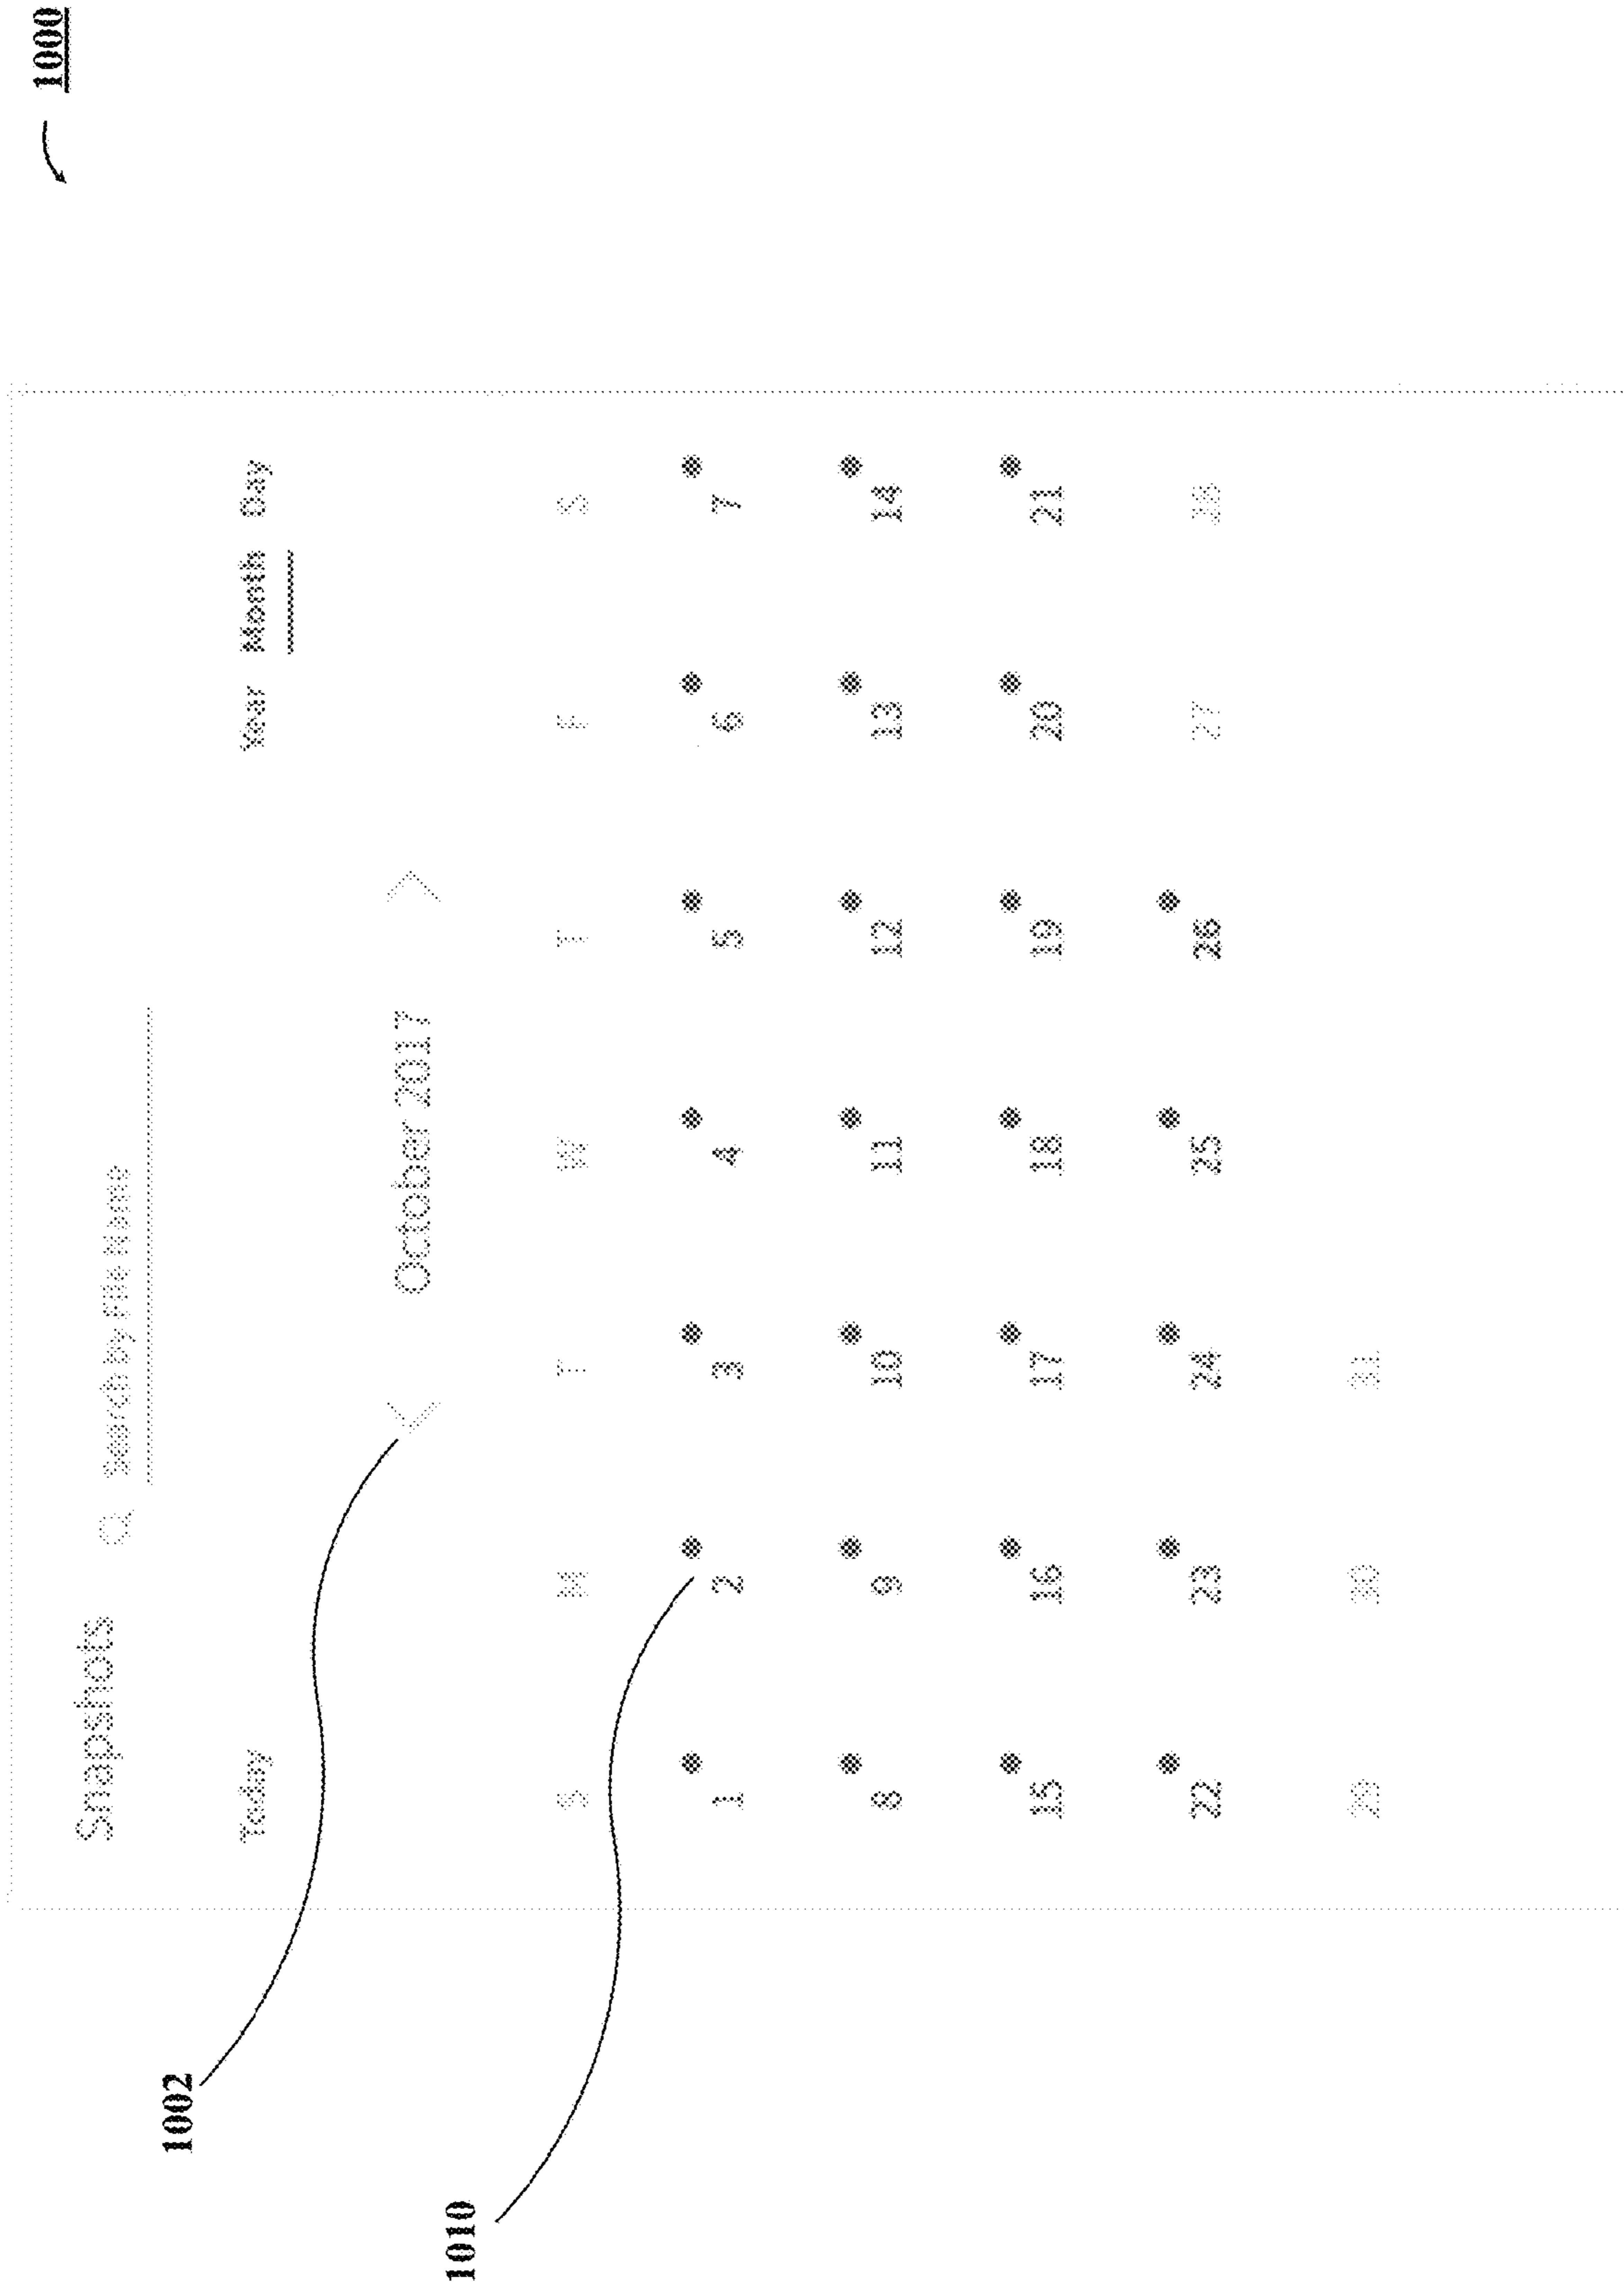 1000
Snapshots Search by File Name
Today Year Month Day
October 2017
S M T W T F S
1 2 3 4 5 6 7
8 9 10 11 12 13 14
15 16 17 18 19 20 21
22 23 24 25 26 27 28
29 30 31
1002
1010